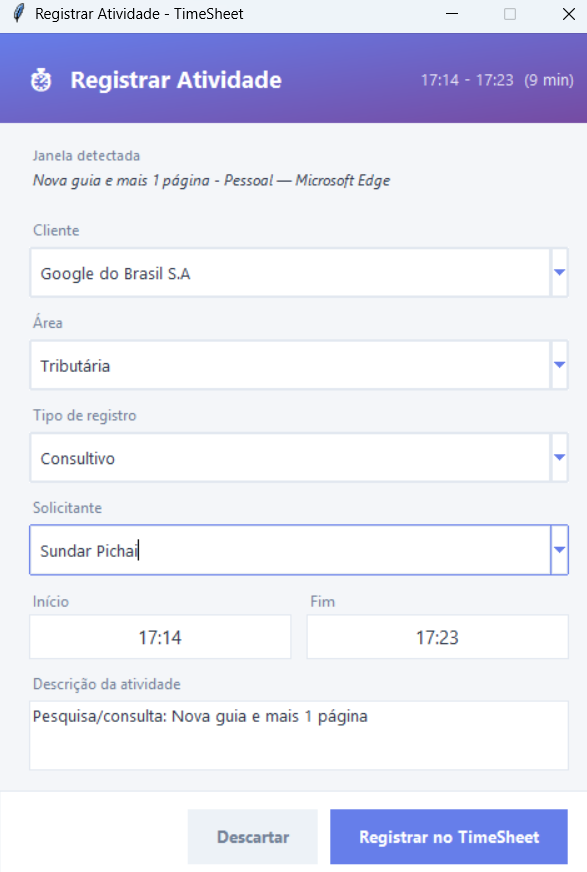 Registrar Atividade - TimeSheet
Registrar Atividade 17:14 - 17:23 (9 min)
Janela detectada
Nova guia e mais 1 página - Pessoal — Microsoft Edge
Cliente
Google do Brasil S.A
Área
Tributária
Tipo de registro
Consultivo
Solicitante
Sundar Pichai
Início Fim
17:14 17:23
Descrição da atividade
Pesquisa/consulta: Nova guia e mais 1 página
Descartar Registrar no TimeSheet